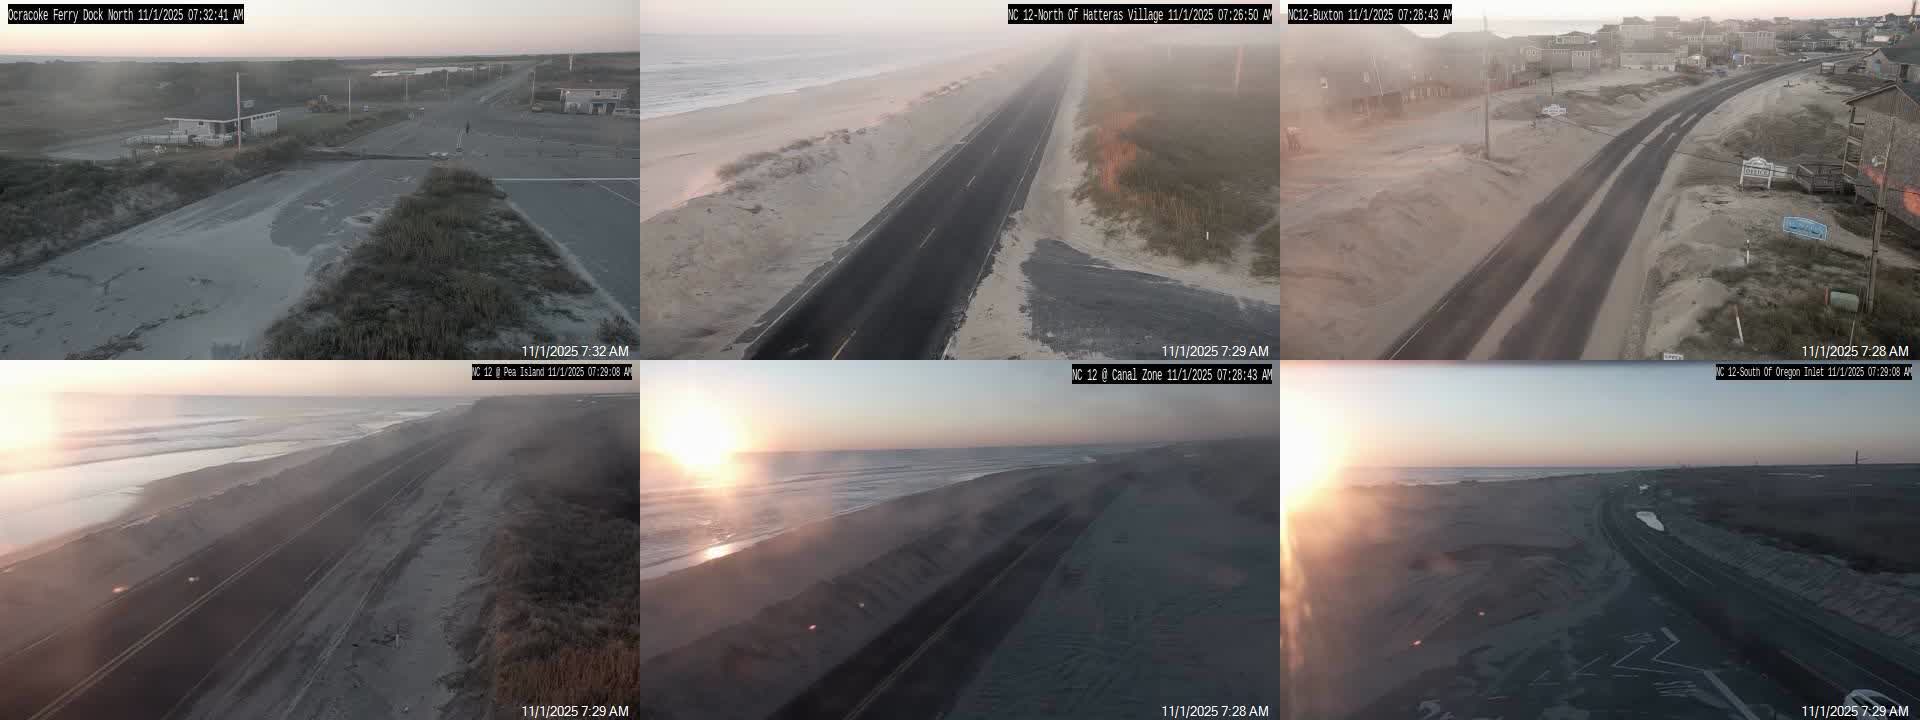 Ocracoke Ferry Dock North 11/1/2025 07:32:41 AM
11/1/2025 7:32 AM
NC 12-North Of Hatteras Village 11/1/2025 07:26:50 AM
11/1/2025 7:29 AM
NC12-Buxton 11/1/2025 07:28:43 AM
11/1/2025 7:28 AM
NC 12 @ Pea Island 11/1/2025 07:29:08 AM
11/1/2025 7:29 AM
NC 12 @ Canal Zone 11/1/2025 07:28:43 AM
11/1/2025 7:28 AM
NC 12-South Of Oregon Inlet 11/1/2025 07:29:08 AM
11/1/2025 7:29 AM